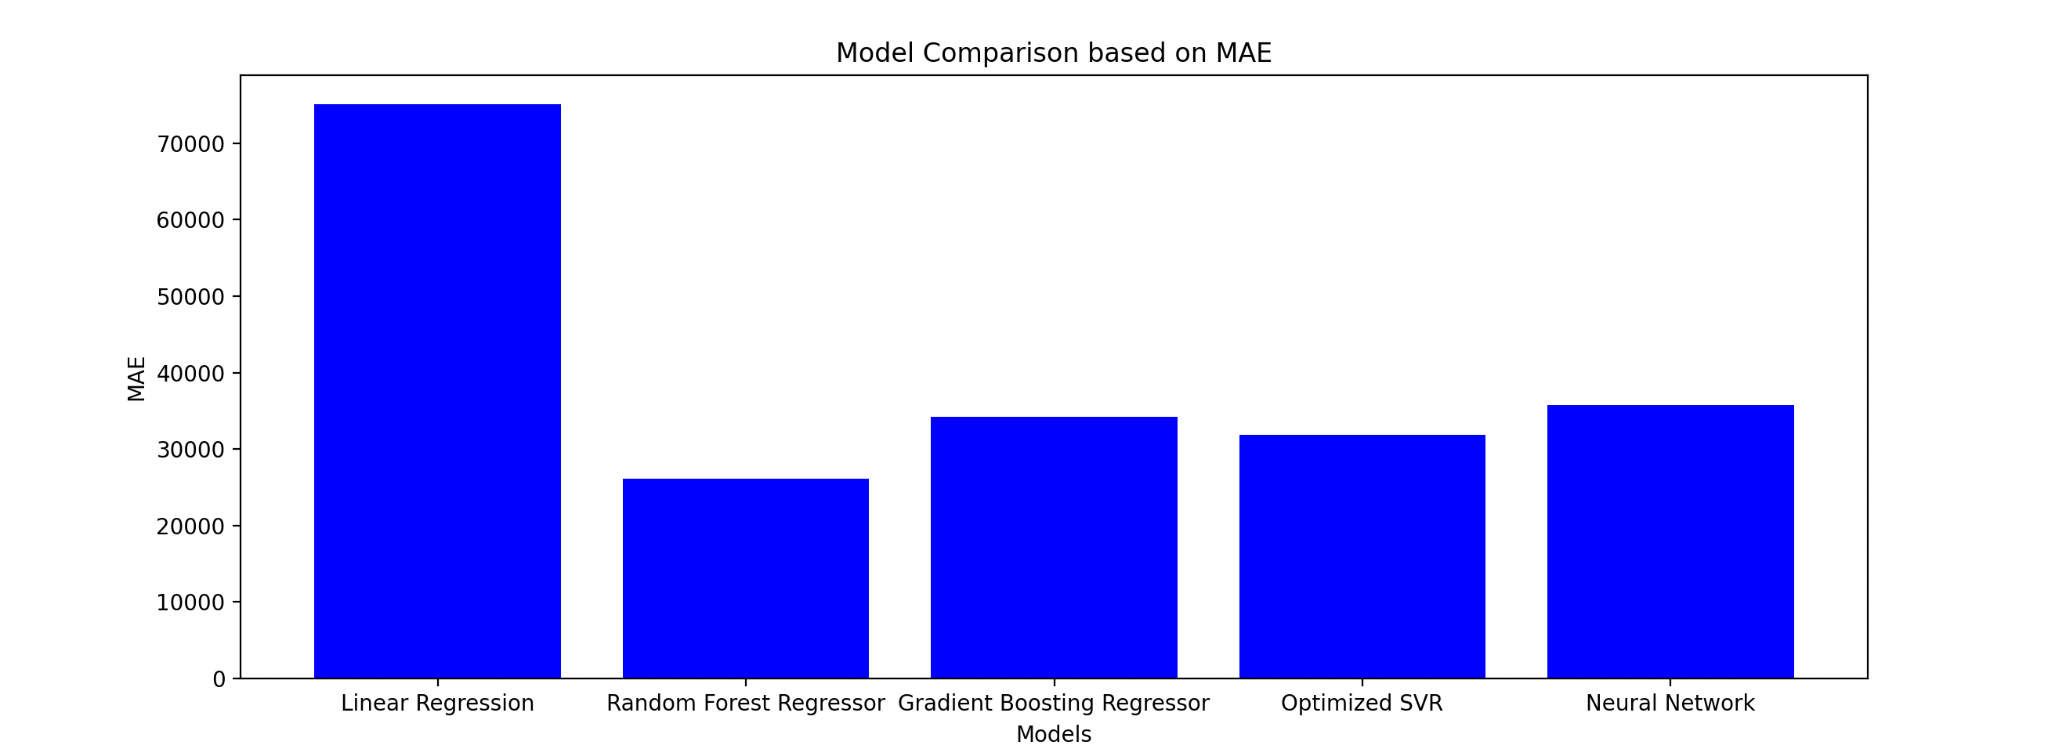 Model Comparison based on MAE
70000
60000
50000
40000
30000
20000
10000
0
MAE
Linear Regression
Random Forest Regressor
Gradient Boosting Regressor
Optimized SVR
Neural Network
Models